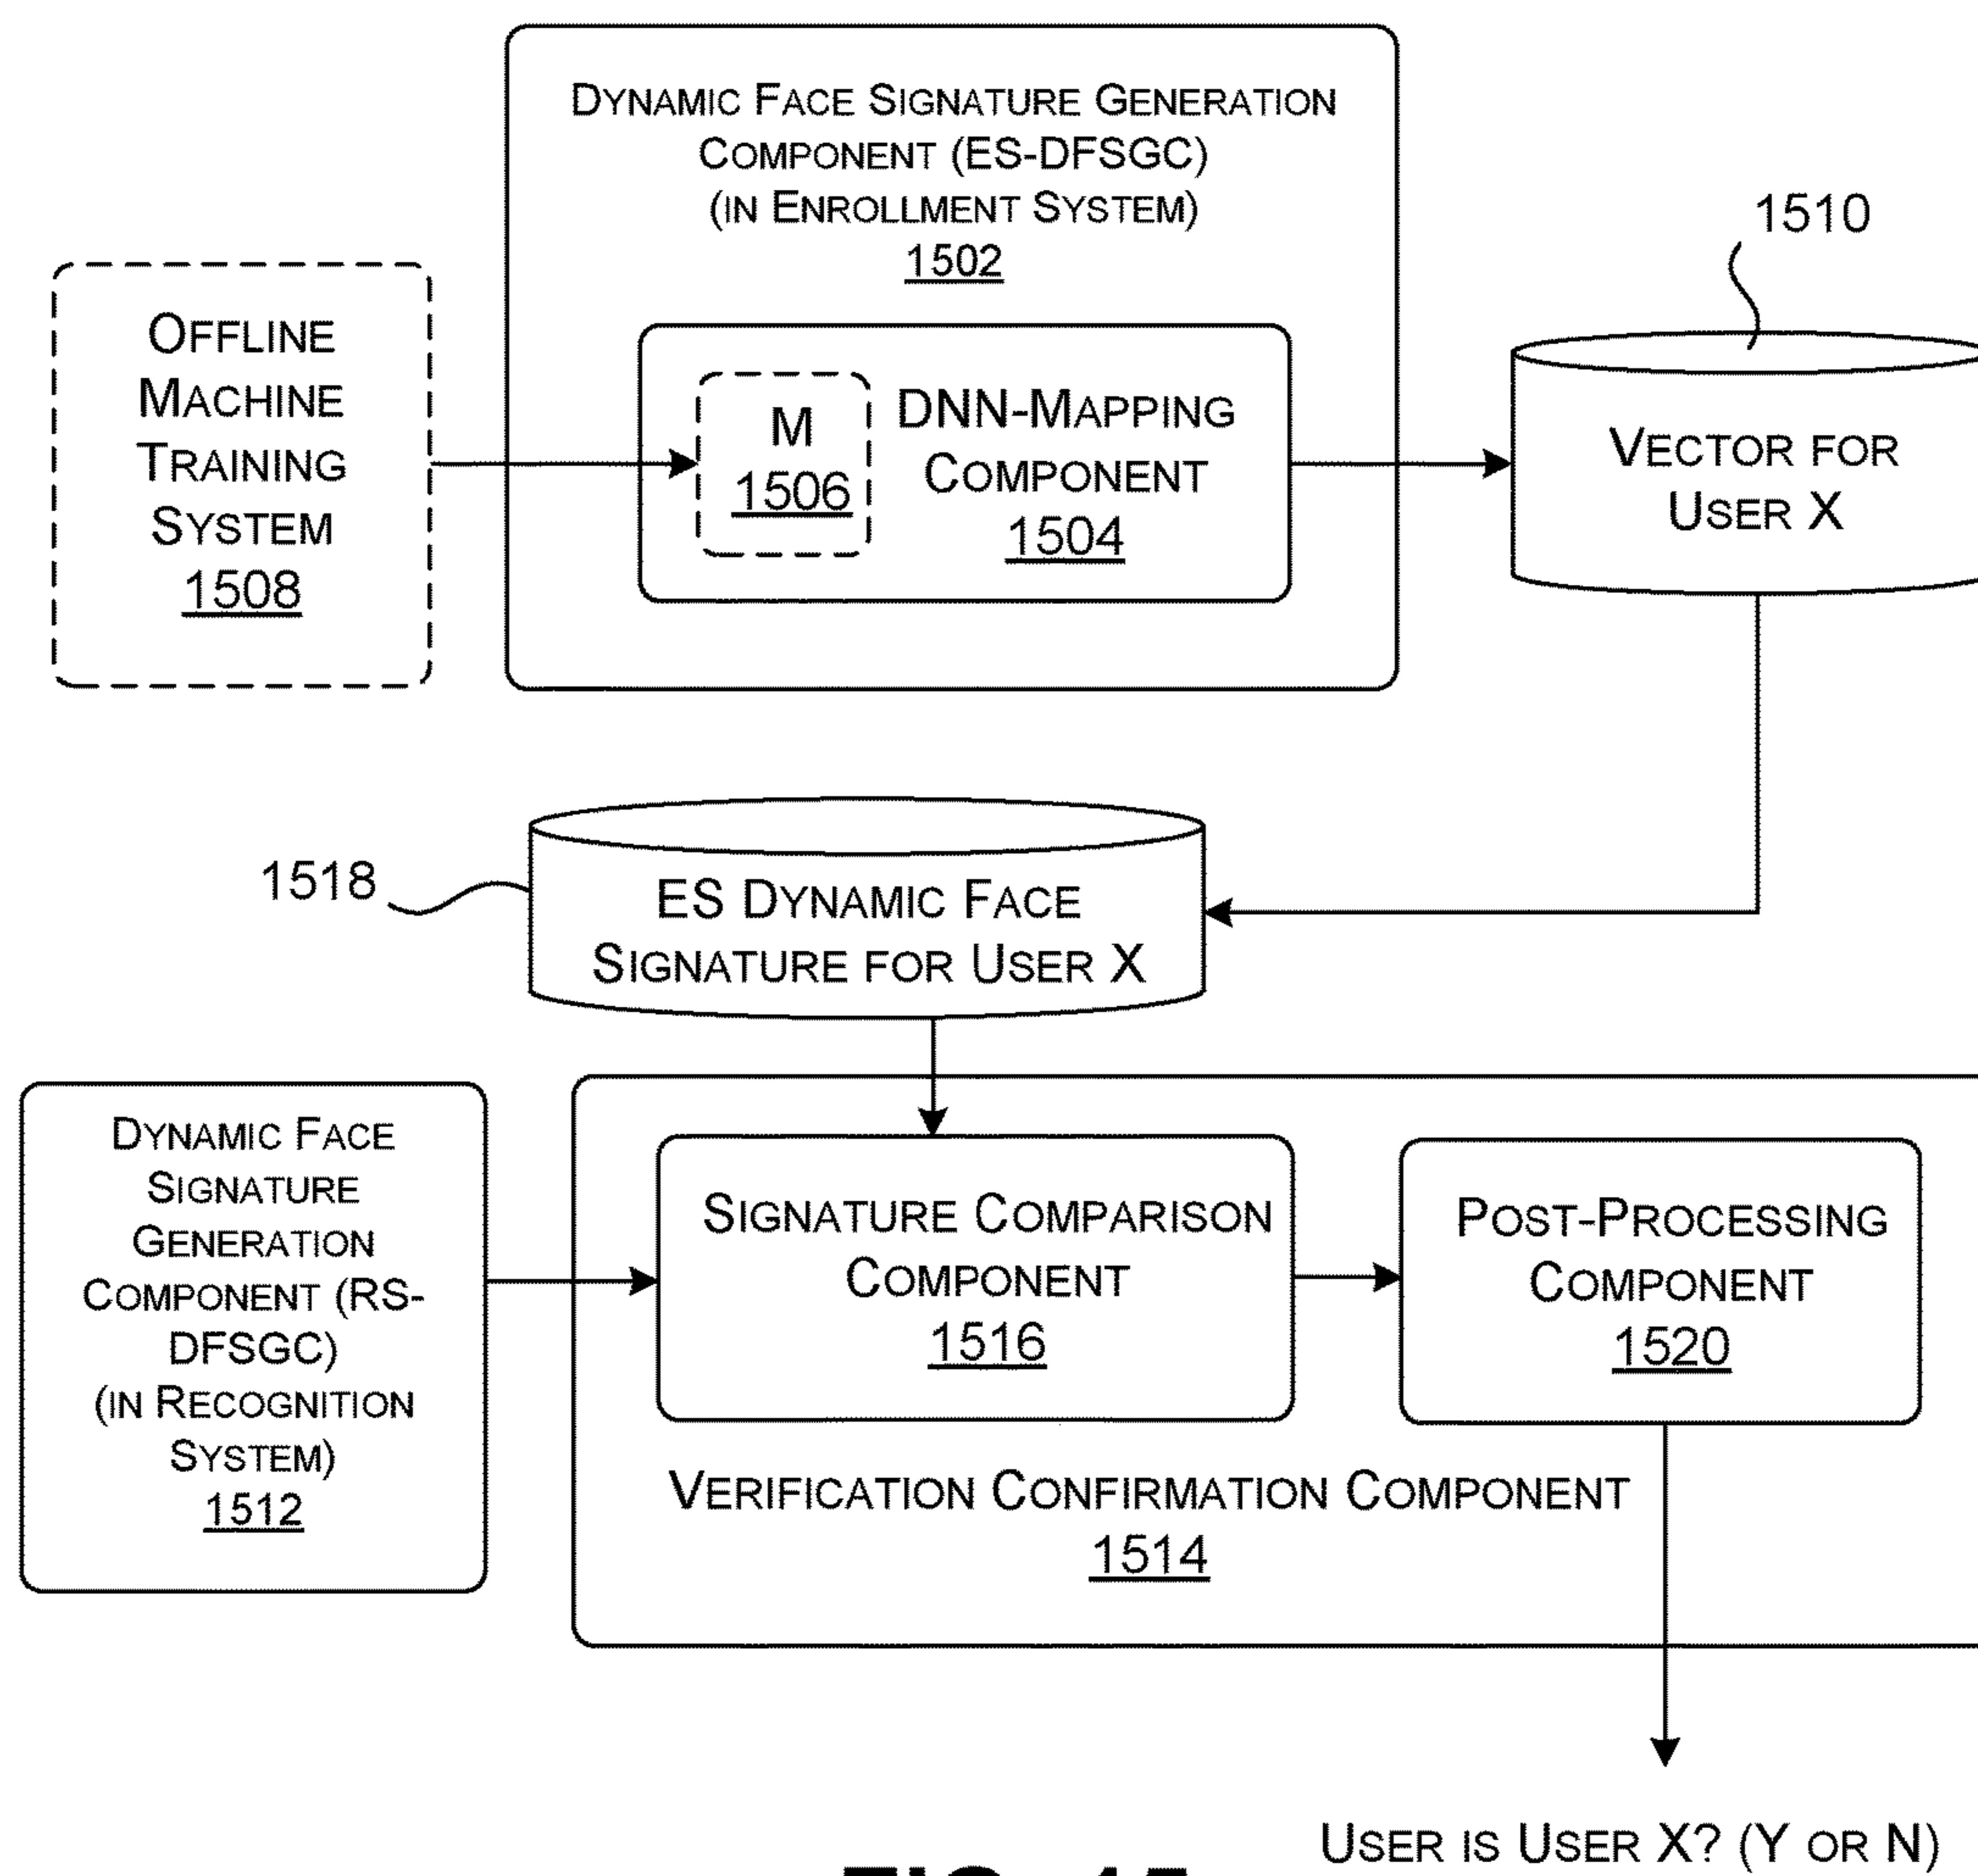 Dynamic Face Signature Generation
Component (ES-DFSGC)
(in Enrollment System)
1502
1510
Offline
Machine
Training
System
1508
M
1506
DNN-Mapping
Component
1504
Vector for
User X
1518
ES Dynamic Face
Signature for User X
Dynamic Face
Signature
Generation
Component (RS-
DFSGC)
(in Recognition
System)
1512
Signature Comparison
Component
1516
Post-Processing
Component
1520
Verification Confirmation Component
1514
User is User X? (Y or N)